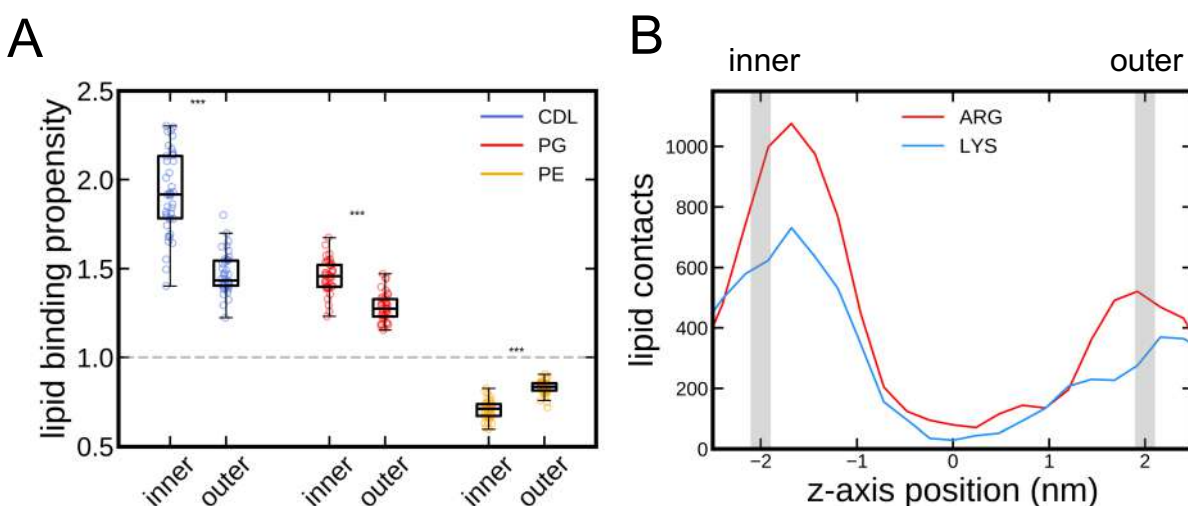 A
lipid binding propensity
2.5
2.0
1.5
1.0
0.5
***
***
***
CDL
PG
PE
inner
outer
inner
outer
inner
outer
B
inner
outer
lipid contacts
1000
800
600
400
200
0
ARG
LYS
−2
−1
0
1
2
z-axis position (nm)